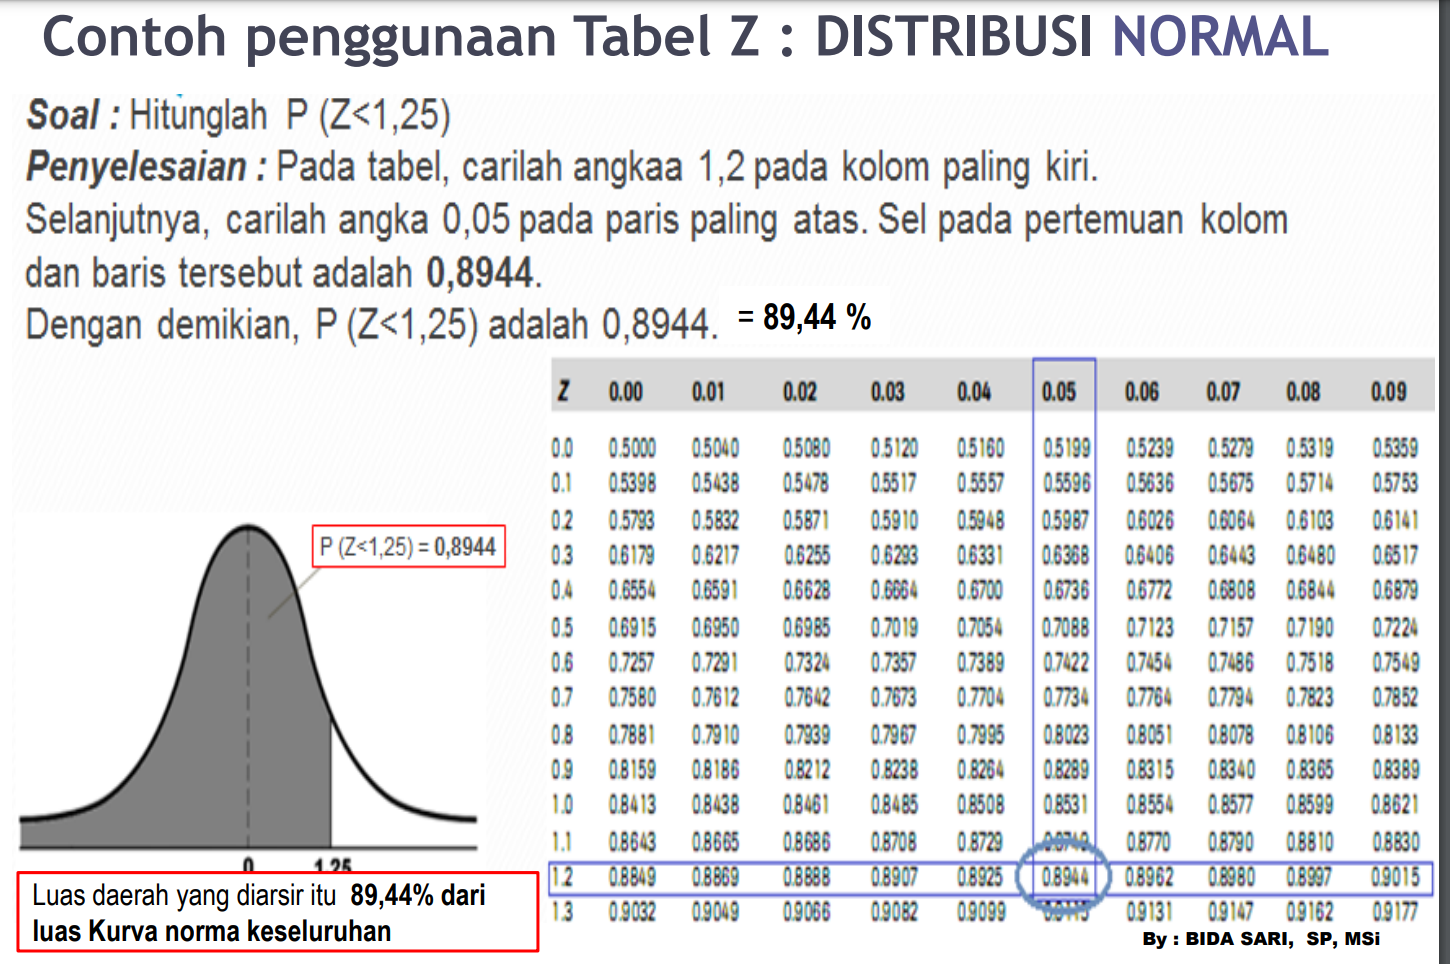 Contoh penggunaan Tabel Z : DISTRIBUSI NORMAL
Soal : Hitunglah P (Z<1,25)
Penyelesaian : Pada tabel, carilah angkaa 1,2 pada kolom paling kiri.
Selanjutnya, carilah angka 0,05 pada paris paling atas. Sel pada pertemuan kolom
dan baris tersebut adalah 0,8944.
Dengan demikian, P (Z<1,25) adalah 0,8944. = 89,44 %
Z 0.00 0.01 0.02 0.03 0.04 0.05 0.06 0.07 0.08 0.09
0.0 0.5000 0.5040 0.5080 0.5120 0.5160 0.5199 0.5239 0.5279 0.5319 0.5359
0.1 0.5398 0.5438 0.5478 0.5517 0.5557 0.5596 0.5636 0.5675 0.5714 0.5753
0.2 0.5793 0.5832 0.5871 0.5910 0.5948 0.5987 0.6026 0.6064 0.6103 0.6141
0.3 0.6179 0.6217 0.6255 0.6293 0.6331 0.6368 0.6406 0.6443 0.6480 0.6517
0.4 0.6554 0.6591 0.6628 0.6664 0.6700 0.6736 0.6772 0.6808 0.6844 0.6879
0.5 0.6915 0.6950 0.6985 0.7019 0.7054 0.7088 0.7123 0.7157 0.7190 0.7224
0.6 0.7257 0.7291 0.7324 0.7357 0.7389 0.7422 0.7454 0.7486 0.7518 0.7549
0.7 0.7580 0.7612 0.7642 0.7673 0.7704 0.7734 0.7764 0.7794 0.7823 0.7852
0.8 0.7881 0.7910 0.7939 0.7967 0.7995 0.8023 0.8051 0.8078 0.8106 0.8133
0.9 0.8159 0.8186 0.8212 0.8238 0.8264 0.8289 0.8315 0.8340 0.8365 0.8389
1.0 0.8413 0.8438 0.8461 0.8485 0.8508 0.8531 0.8554 0.8577 0.8599 0.8621
1.1 0.8643 0.8665 0.8686 0.8708 0.8729 0.8770 0.8790 0.8810 0.8830
1.2 0.8849 0.8869 0.8888 0.8907 0.8925 0.8944 0.8962 0.8980 0.8997 0.9015
1.3 0.9032 0.9049 0.9066 0.9082 0.9099 0.9131 0.9147 0.9162 0.9177
P (Z<1,25) = 0,8944
0 1,25
Luas daerah yang diarsir itu 89,44% dari
luas Kurva norma keseluruhan
By : BIDA SARI, SP, MSi